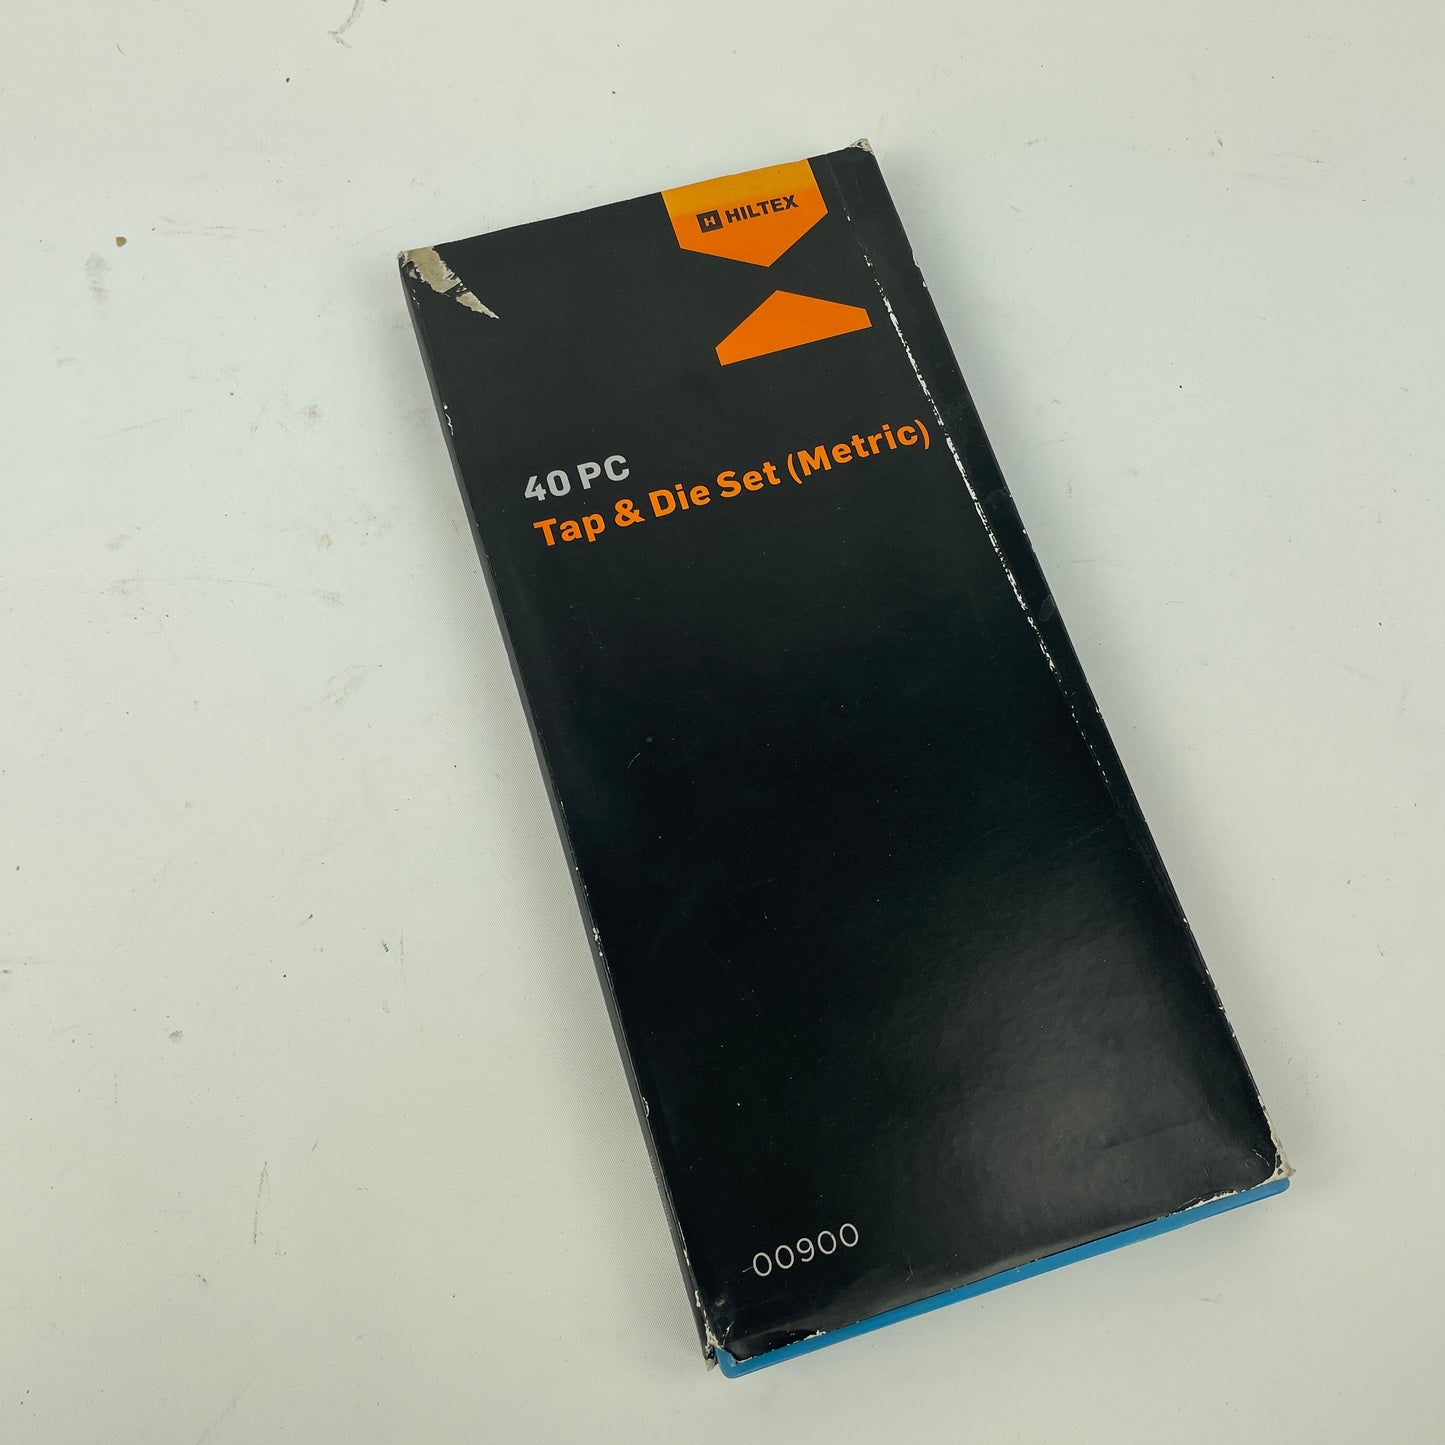 H HILTEX
40 PC
Tap & Die Set (Metric)
00900